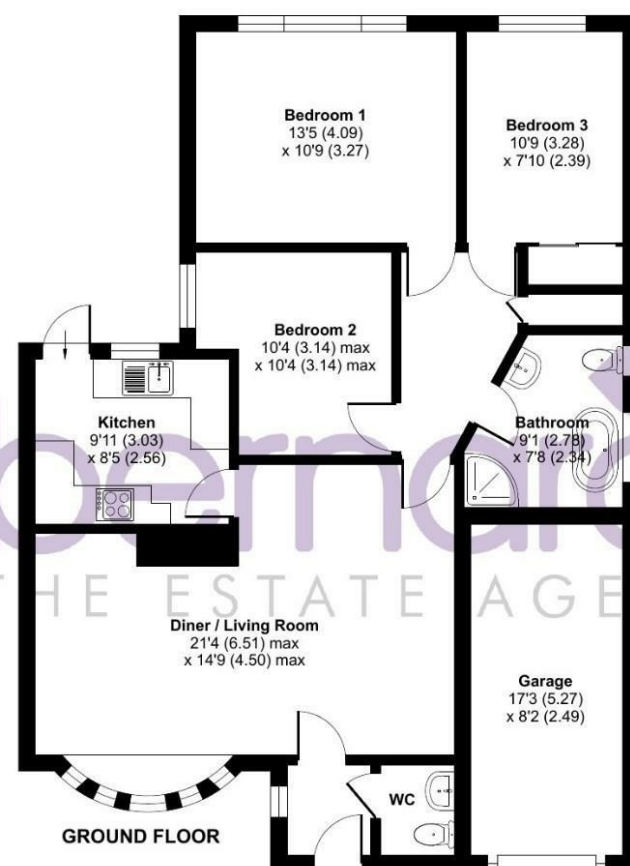 Bedroom 1
13'5 (4.09)
x 10'9 (3.27)
Bedroom 3
10'9 (3.28)
x 7'10 (2.39)
Bedroom 2
10'4 (3.14) max
x 10'4 (3.14) max
Kitchen
9'11 (3.03)
x 8'5 (2.56)
Bathroom
9'1 (2.78)
x 7'8 (2.34)
THE ESTATE AGE
Diner / Living Room
21'4 (6.51) max
x 14'9 (4.50) max
Garage
17'3 (5.27)
x 8'2 (2.49)
WC
GROUND FLOOR